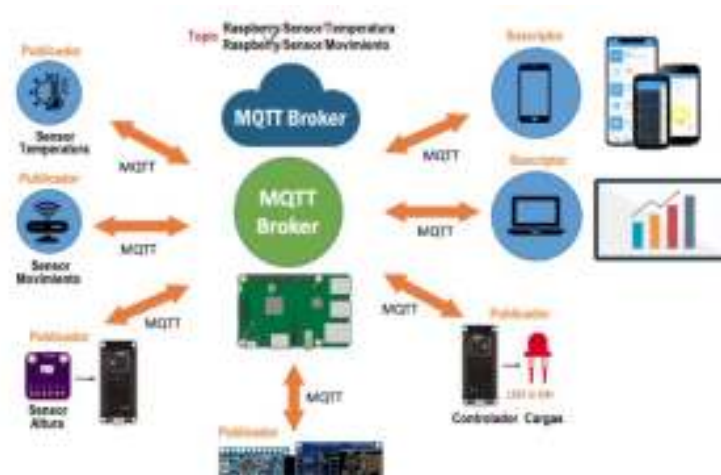 Topic Raspberry/Sensor/Temperatura
Raspberry/Sensor/Movimiento
Publicador
Suscriptor
MQTT Broker
Sensor
Temperatura
MQTT
MQTT
Publicador
MQTT
Broker
Suscriptor
MQTT
MQTT
Sensor
Movimiento
MQTT
MQTT
Publicador
Publicador
Sensor
Altura
MQTT
Controlador Cargas
Publicador